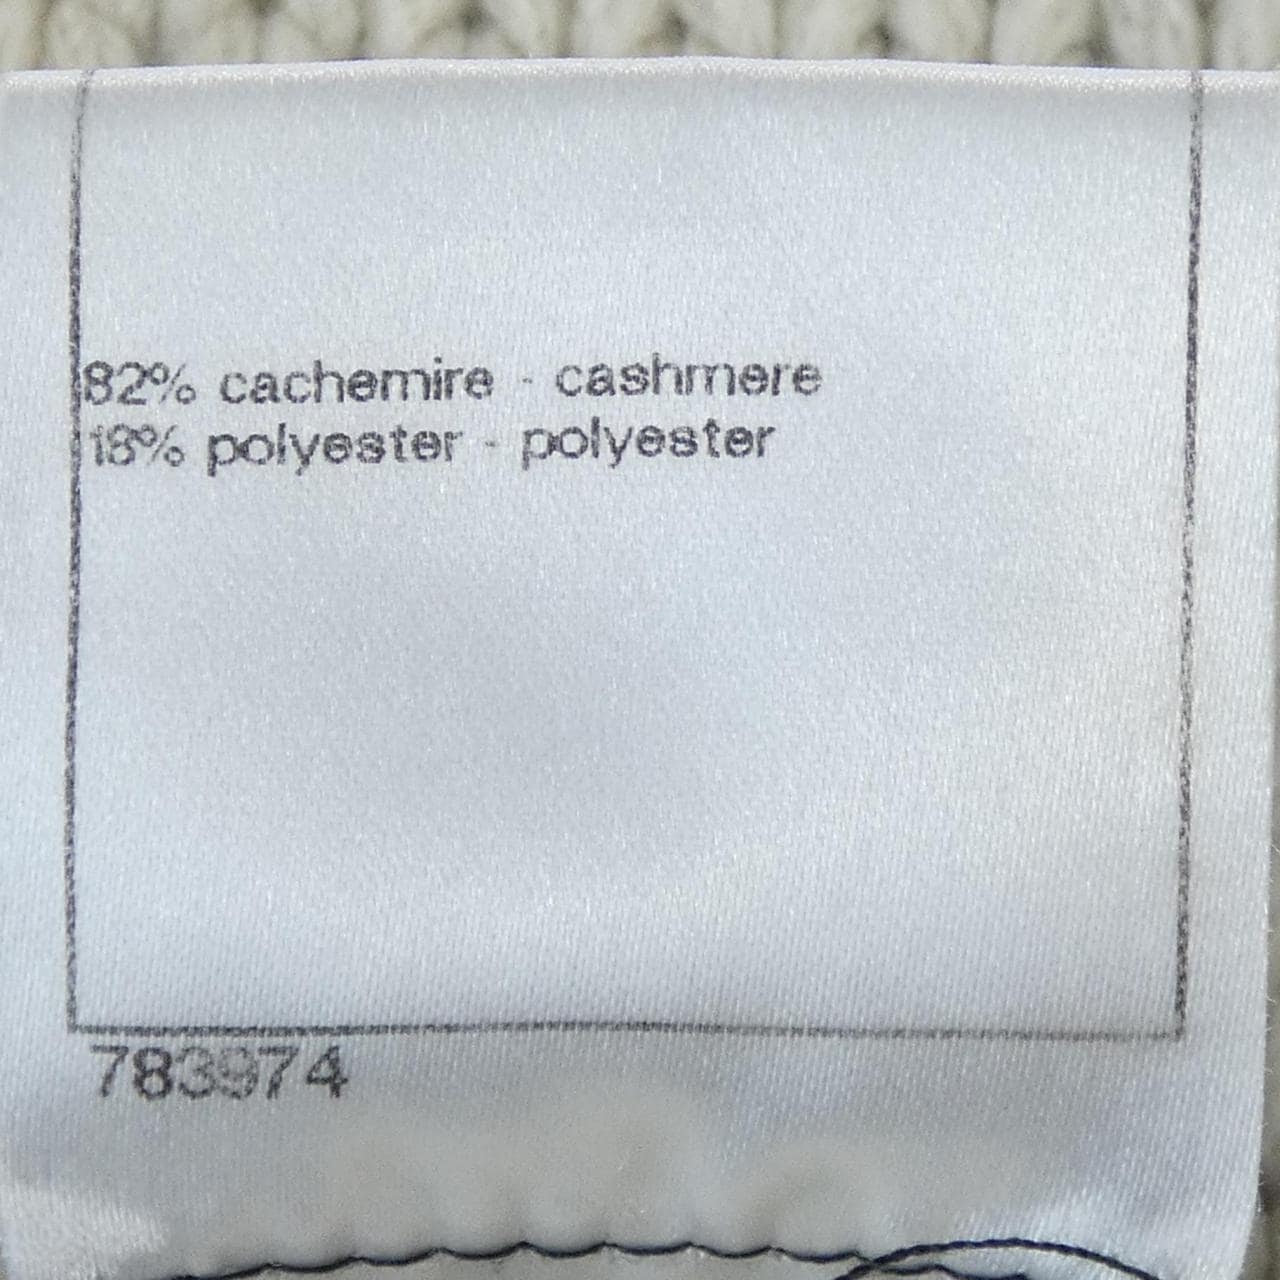 82% cachemire - cashmere
18% polyester - polyester
783974